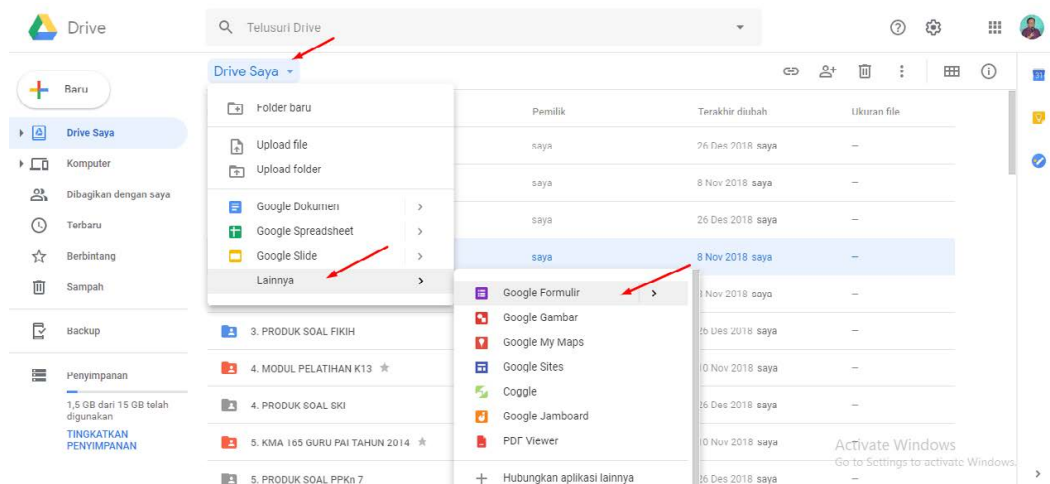 Drive
Telusuri Drive
Drive Saya
Baru
Drive Saya
Komputer
Dibagikan dengan saya
Terbaru
Berbintang
Sampah
Backup
Penyimpanan
1,5 GB dari 15 GB telah
digunakan
TINGKATKAN
PENYIMPANAN
Folder baru
Upload file
Upload folder
Google Dokumen
Google Spreadsheet
Google Slide
Lainnya
Google Formulir
Google Gambar
Google My Maps
Google Sites
Coggle
Google Jamboard
PDF Viewer
Hubungkan aplikasi lainnya
Pemilik Terakhir diubah Ukuran file
saya 26 Des 2018 saya –
saya 8 Nov 2018 saya –
saya 26 Des 2018 saya –
saya 8 Nov 2018 saya –
Nov 2018 saya –
3. PRODUK SOAL FIKIH 26 Des 2018 saya –
4. MODUL PELATIHAN K13 10 Nov 2018 saya –
4. PRODUK SOAL SKI 26 Des 2018 saya –
5. KMA 165 GURU PAI TAHUN 2014 10 Nov 2018 saya –
5. PRODUK SOAL PPKn 7 26 Des 2018 saya –
Activate Windows
Go to Settings to activate Windows.
31